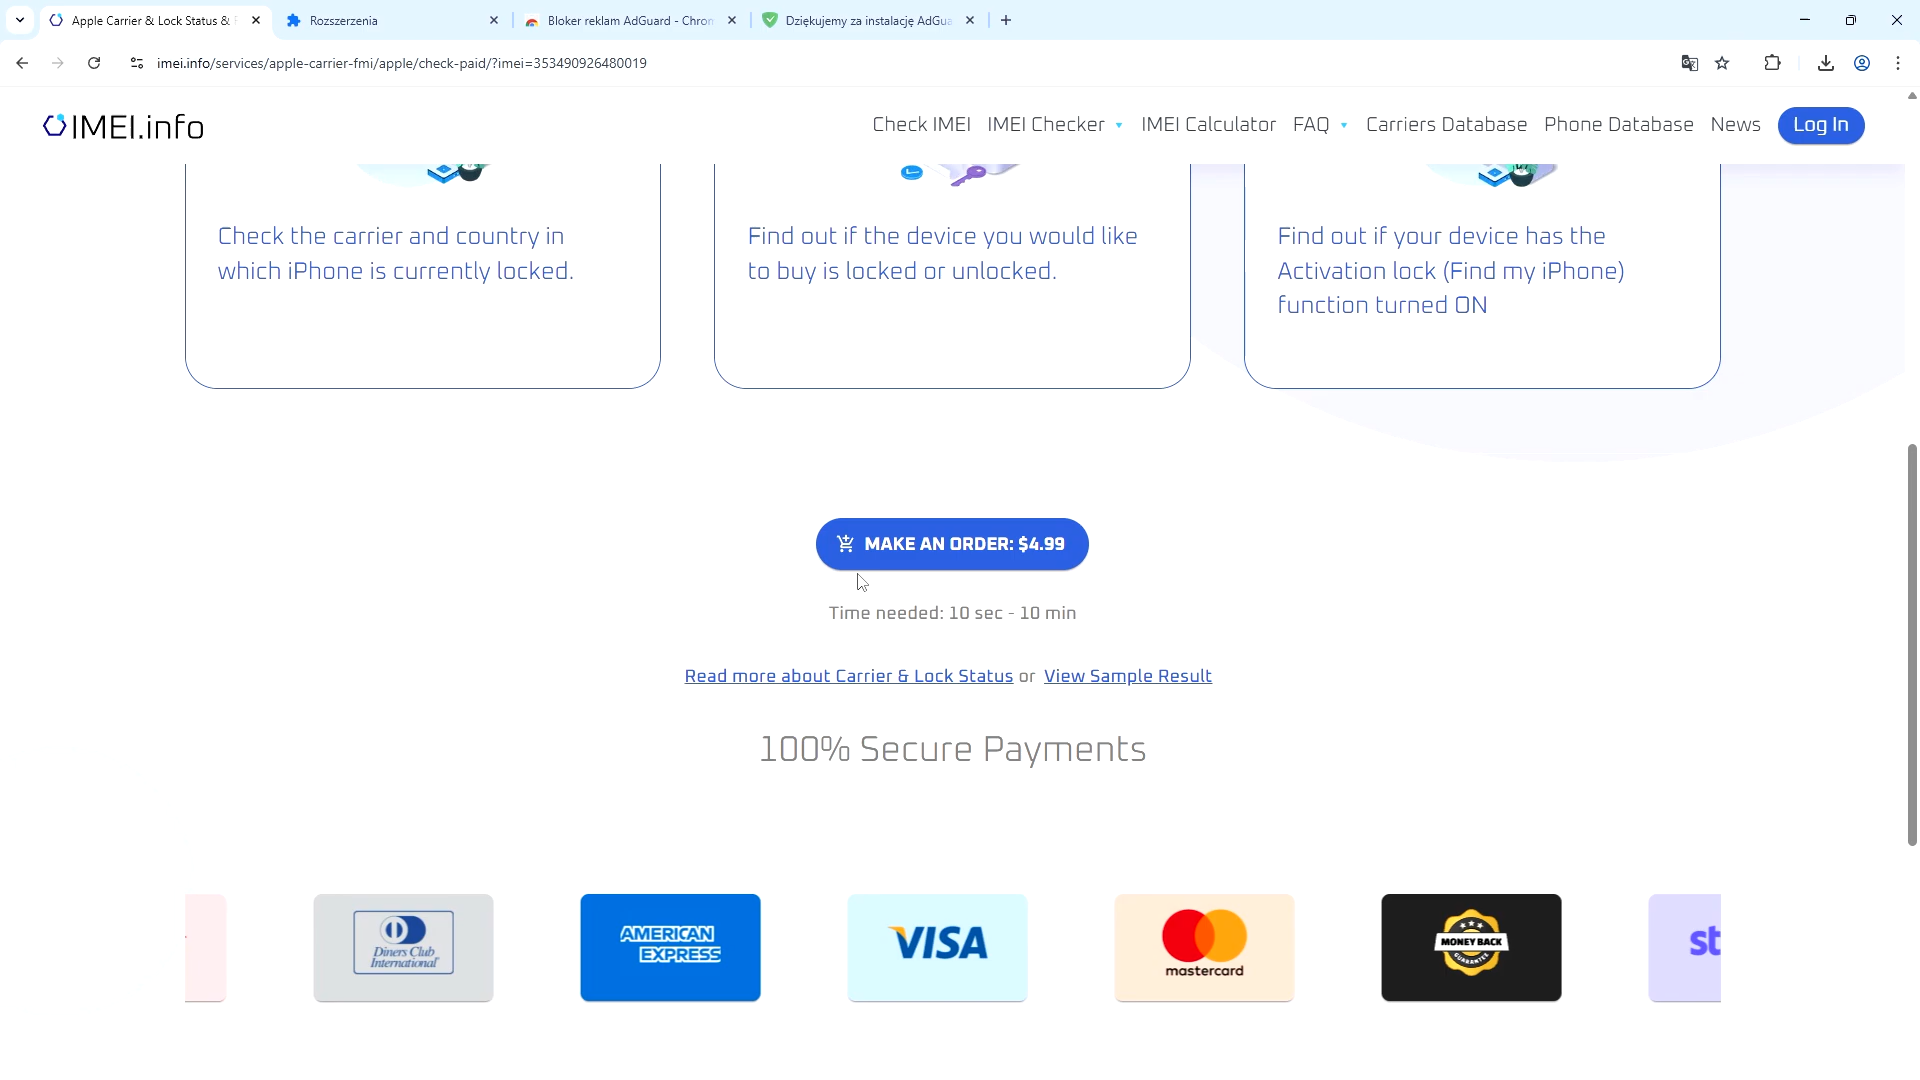 Apple Carrier & Lock Status &
Rozszerzenia
Bloker reklam AdGuard - Chron
Dziękujemy za instalację AdGua
imei.info/services/apple-carrier-fmi/apple/check-paid/?imei=353490926480019
IMEI.info
Check IMEI
IMEI Checker
IMEI Calculator
FAQ
Carriers Database
Phone Database
News
Log In
Check the carrier and country in
which iPhone is currently locked.
Find out if the device you would like
to buy is locked or unlocked.
Find out if your device has the
Activation lock (Find my iPhone)
function turned ON
MAKE AN ORDER: $4.99
Time needed: 10 sec - 10 min
Read more about Carrier & Lock Status or View Sample Result
100% Secure Payments
Diners Club
International
AMERICAN
EXPRESS
VISA
mastercard
MONEY BACK
GUARANTEE
st